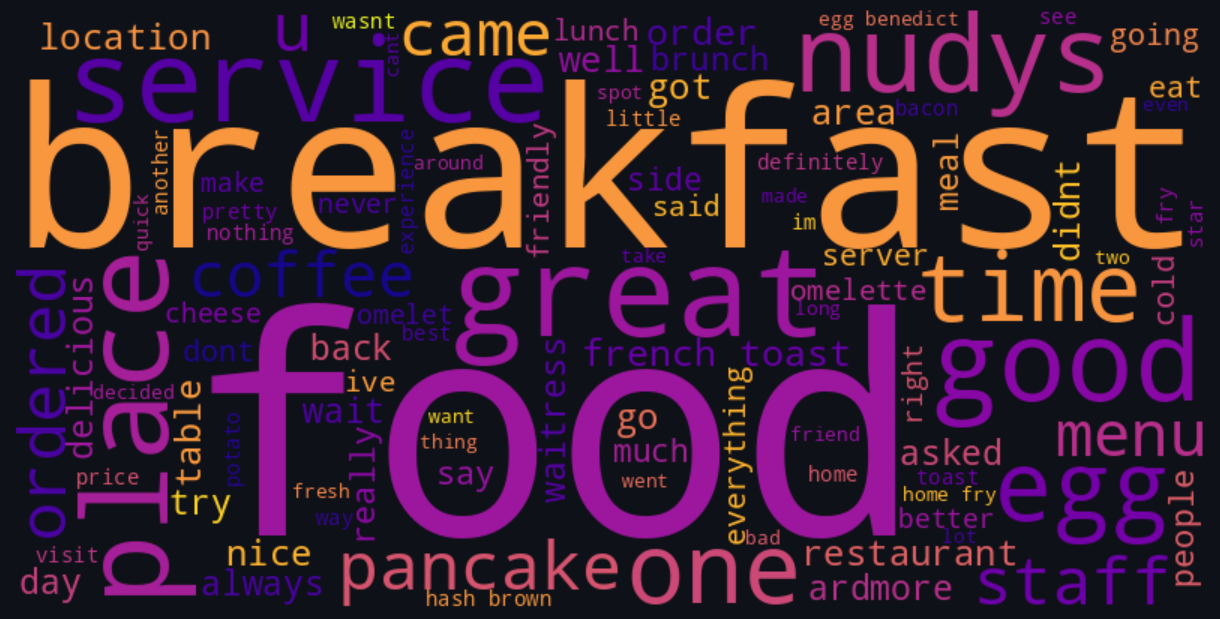 location
u
wasnt
came
cant
lunch
order
egg benedict
see
service
well
brunch
nudys
going
spot
got
eat
little
area
bacon
even
breakfast
another
make
experience
around
friendly
side
definitely
meal
quick
pretty
never
said
made
didnt
fry
star
nothing
im
ordered
place
coffee
great
take
server
time
two
delicious
cheese
omelet
omelette
long
cold
best
dont
back
waitress
french toast
right
good
decided
table
food
ive
wait
want
go
everything
friend
menu
potato
thing
much
say
really
asked
price
went
home
toast
egg
people
try
fresh
home fry
way
better
bad
lot
visit
nice
pancake
one
restaurant
day
always
hash brown
ardmore
staff